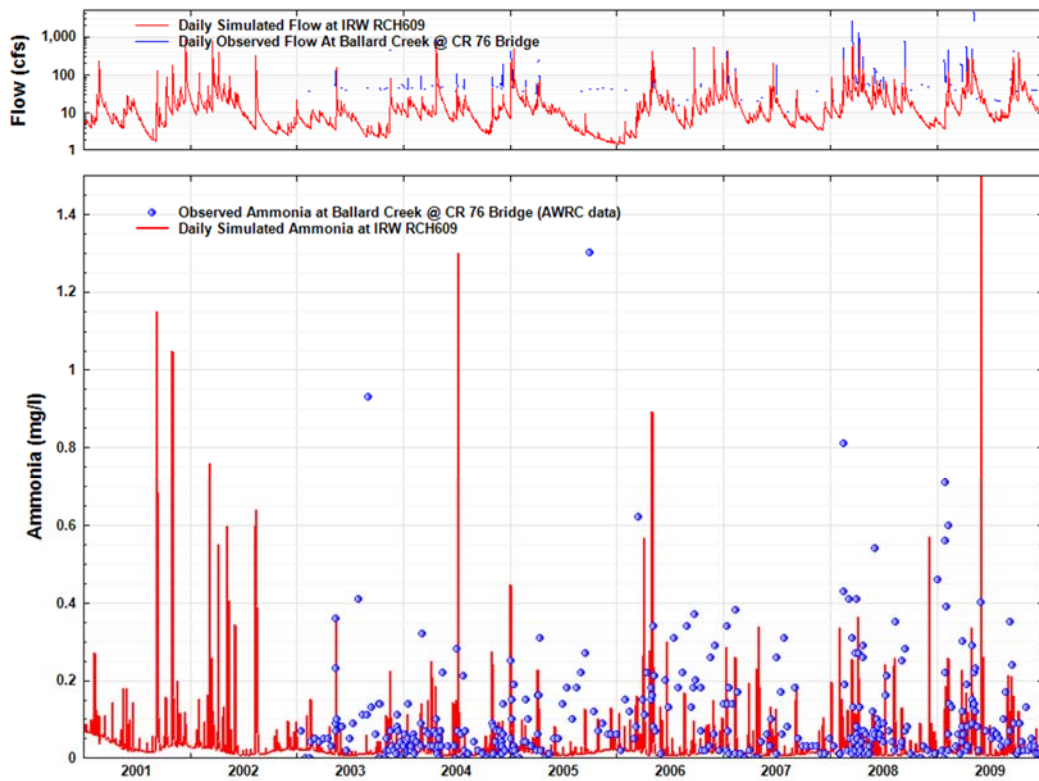 Daily Simulated Flow at IRW RCH609
Daily Observed Flow At Ballard Creek @ CR 76 Bridge
Flow (cfs)
1,000
100
10
1
Observed Ammonia at Ballard Creek @ CR 76 Bridge (AWRC data)
Daily Simulated Ammonia at IRW RCH609
Ammonia (mg/l)
1.4
1.2
1
0.8
0.6
0.4
0.2
0
2001 2002 2003 2004 2005 2006 2007 2008 2009